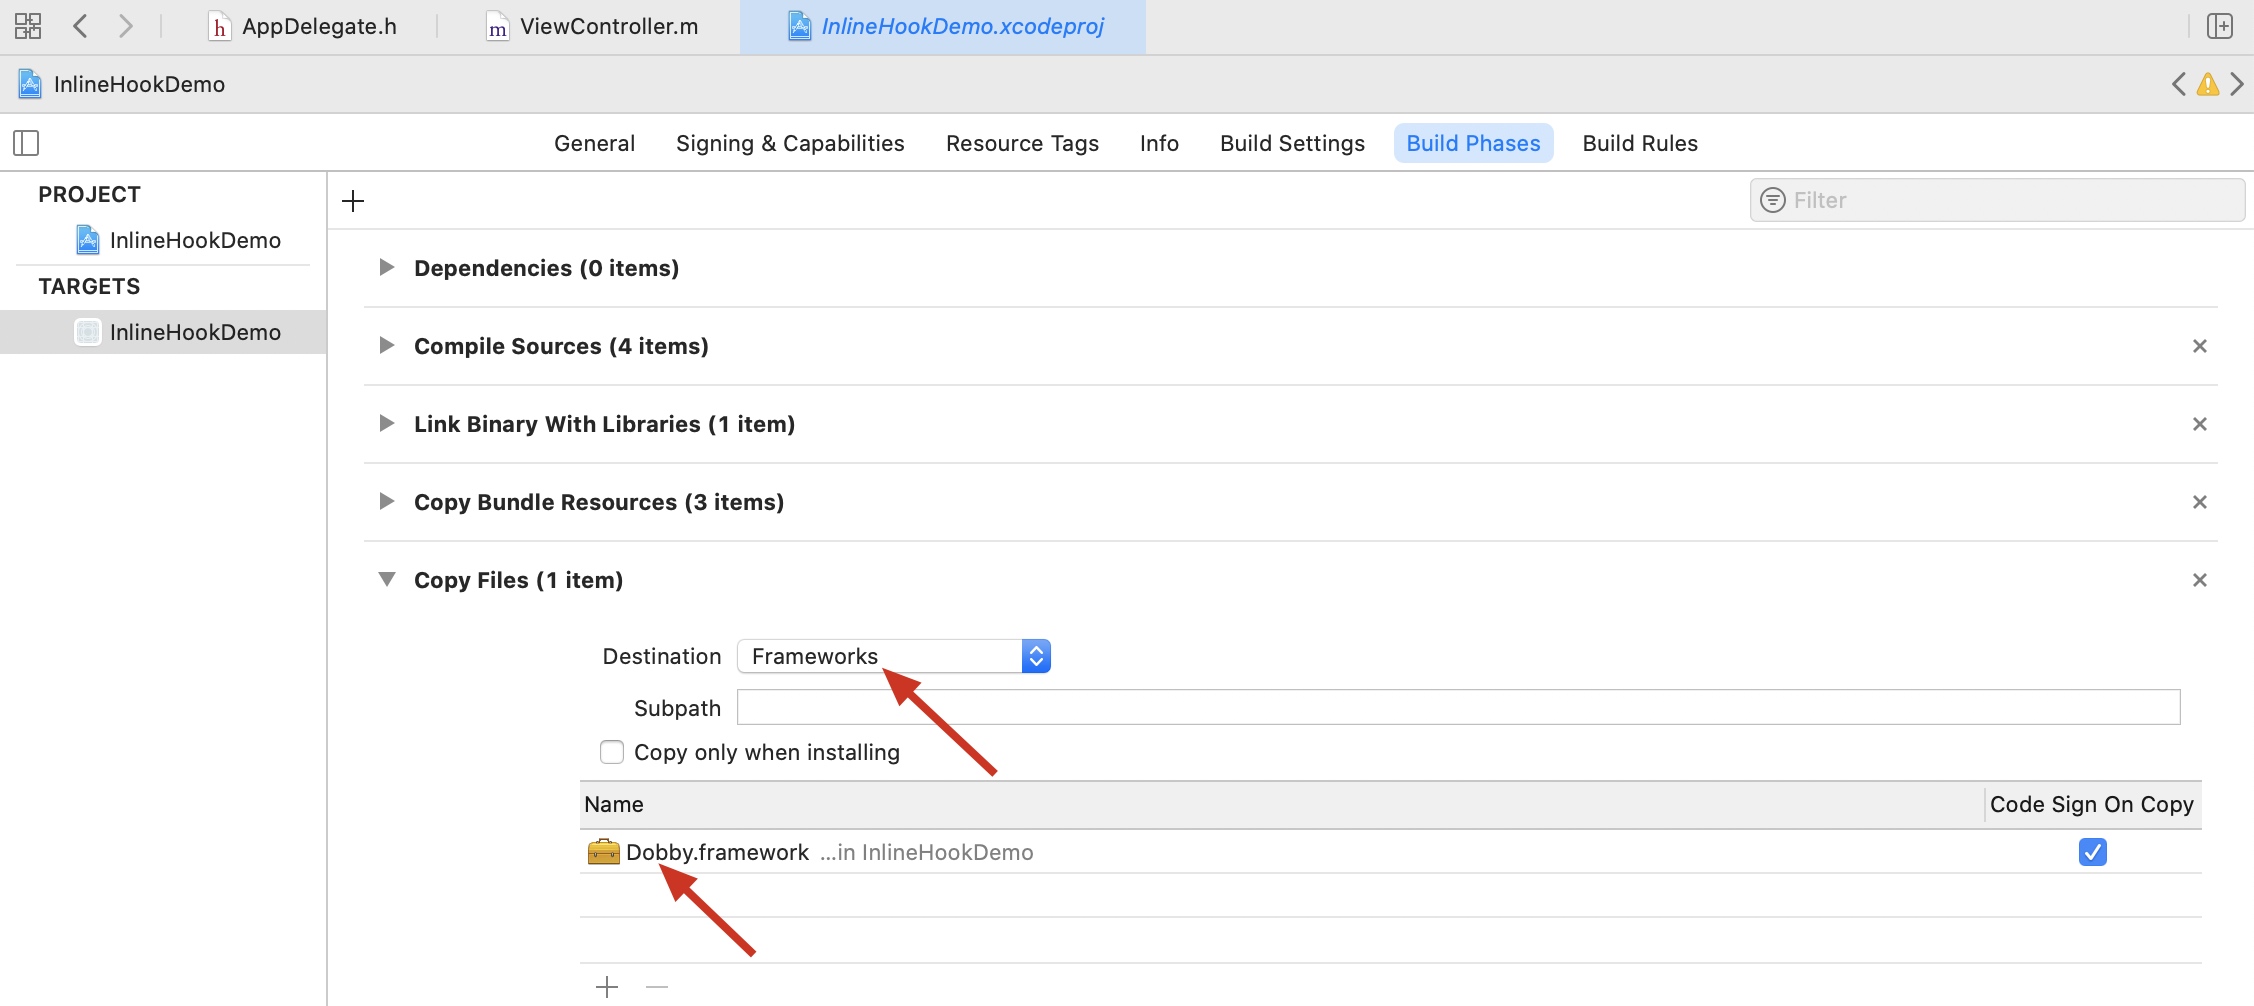 AppDelegate.h
ViewController.m
InlineHookDemo.xcodeproj
InlineHookDemo
General Signing & Capabilities Resource Tags Info Build Settings Build Phases Build Rules
PROJECT
InlineHookDemo
TARGETS
InlineHookDemo
Filter
Dependencies (0 items)
Compile Sources (4 items)
Link Binary With Libraries (1 item)
Copy Bundle Resources (3 items)
Copy Files (1 item)
Destination Frameworks
Subpath
Copy only when installing
Name Code Sign On Copy
Dobby.framework ...in InlineHookDemo